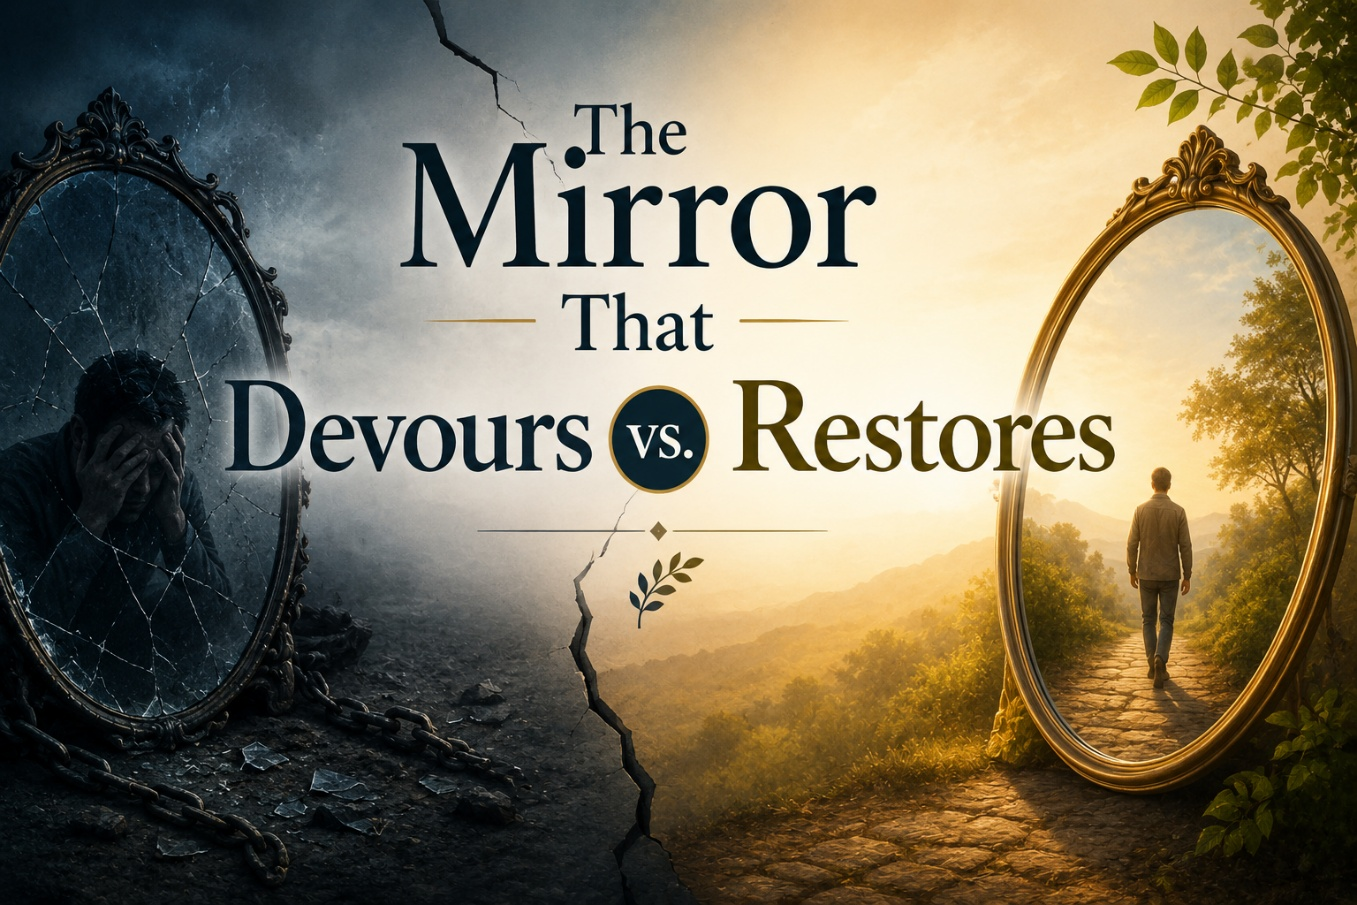 The
Mirror
That
Devours vs. Restores